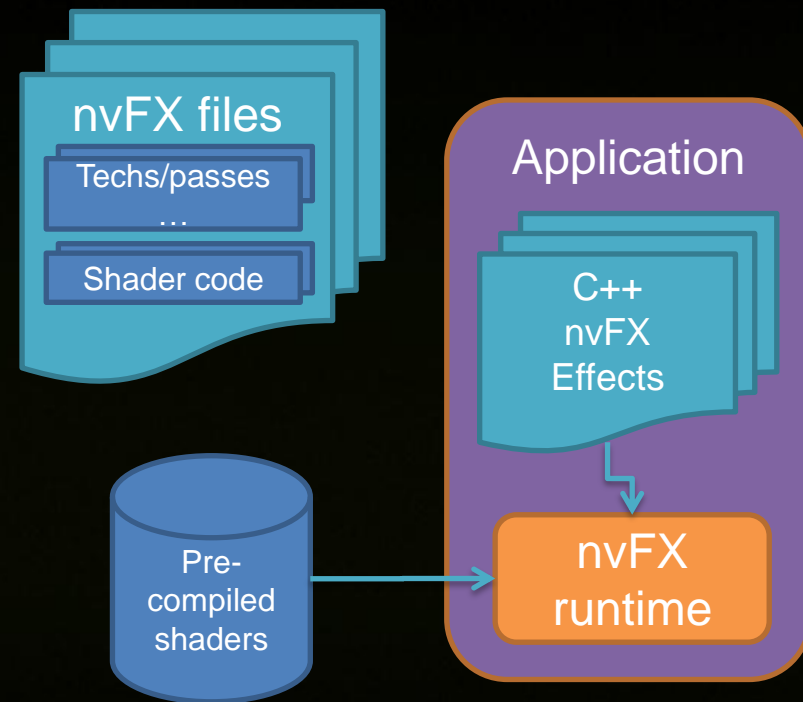 nvFX files
Techs/passes
…
Shader code
Application
C++
nvFX
Effects
Pre-
compiled
shaders
nvFX
runtime